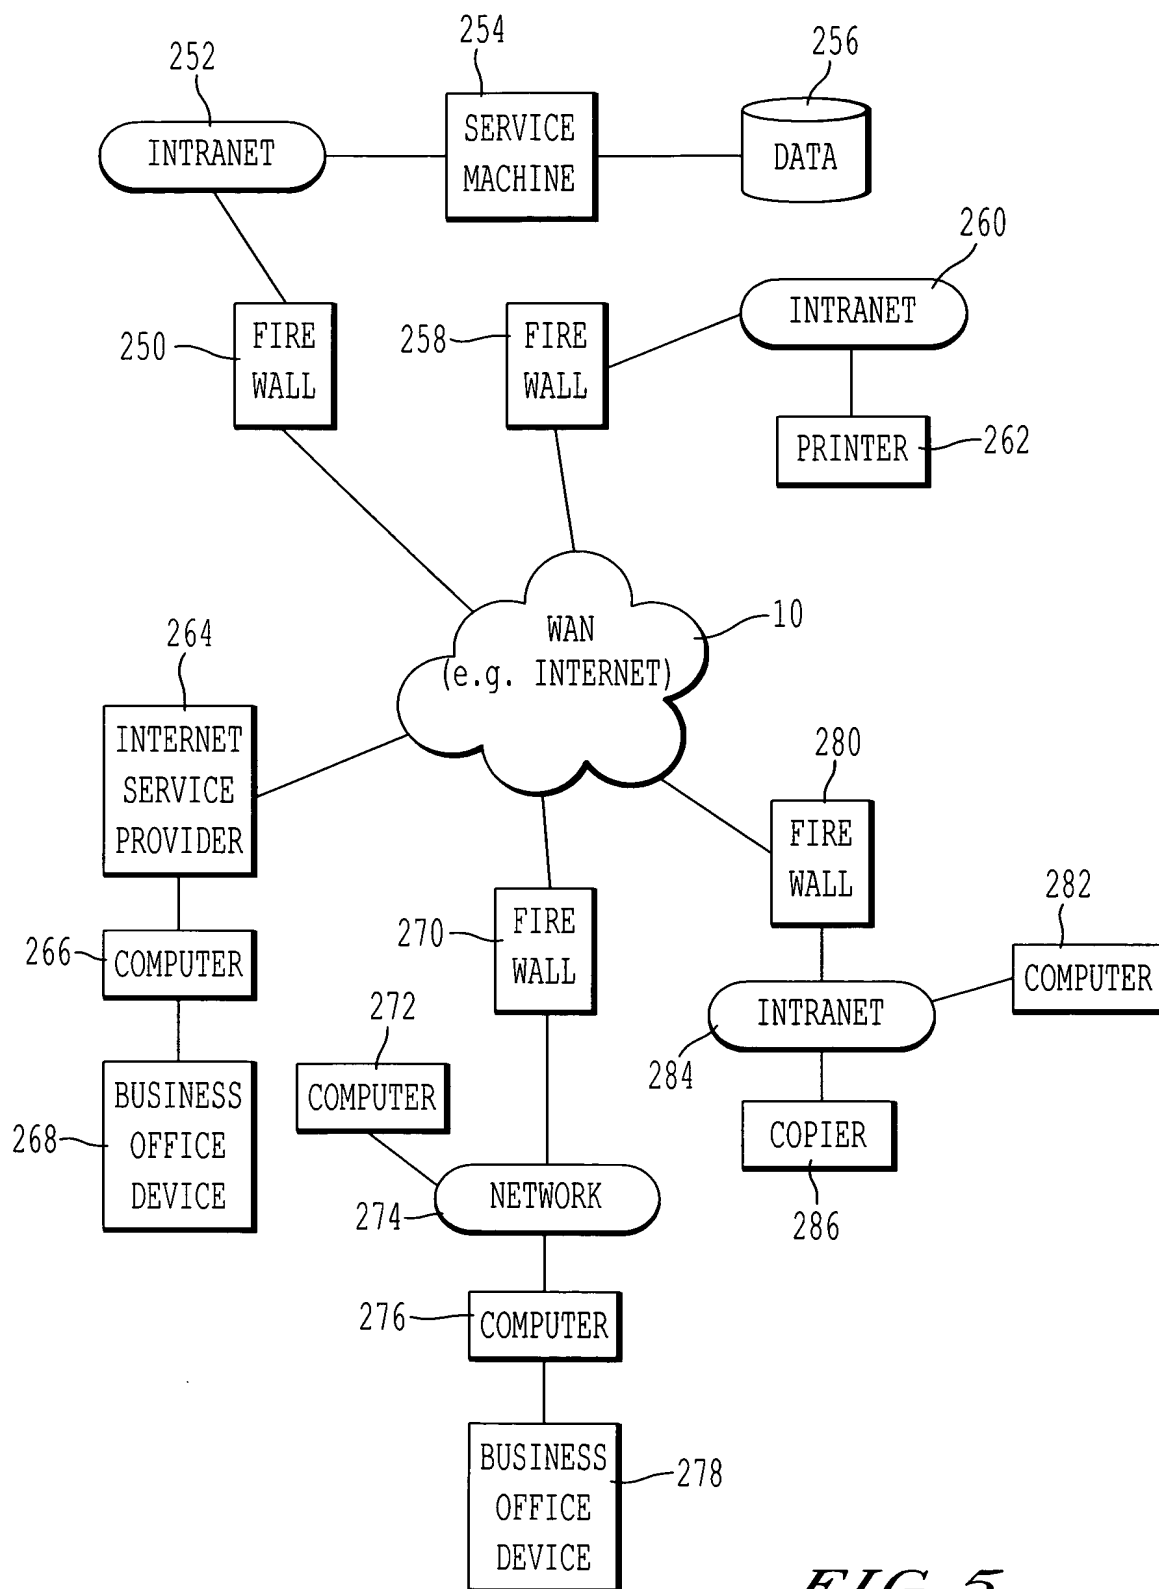 254
256
252
SERVICE
MACHINE
INTRANET
DATA
260
INTRANET
FIRE
WALL
250
258
FIRE
WALL
PRINTER
262
WAN
(e.g. INTERNET)
10
264
INTERNET
SERVICE
PROVIDER
280
FIRE
WALL
282
270
FIRE
WALL
266
COMPUTER
COMPUTER
272
INTRANET
284
COMPUTER
BUSINESS
OFFICE
DEVICE
268
COPIER
286
NETWORK
274
276
COMPUTER
BUSINESS
OFFICE
DEVICE
278
FIG. 5